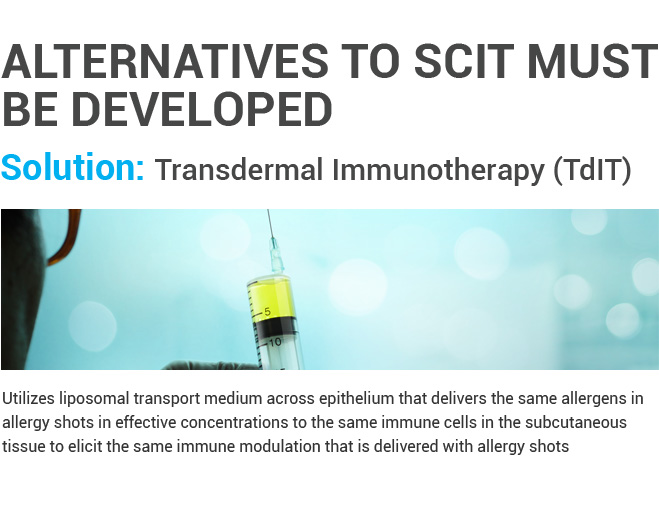 ALTERNATIVES TO SCIT MUST
BE DEVELOPED
Solution: Transdermal Immunotherapy (TdIT)
5
10
Utilizes liposomal transport medium across epithelium that delivers the same allergens in
allergy shots in effective concentrations to the same immune cells in the subcutaneous
tissue to elicit the same immune modulation that is delivered with allergy shots